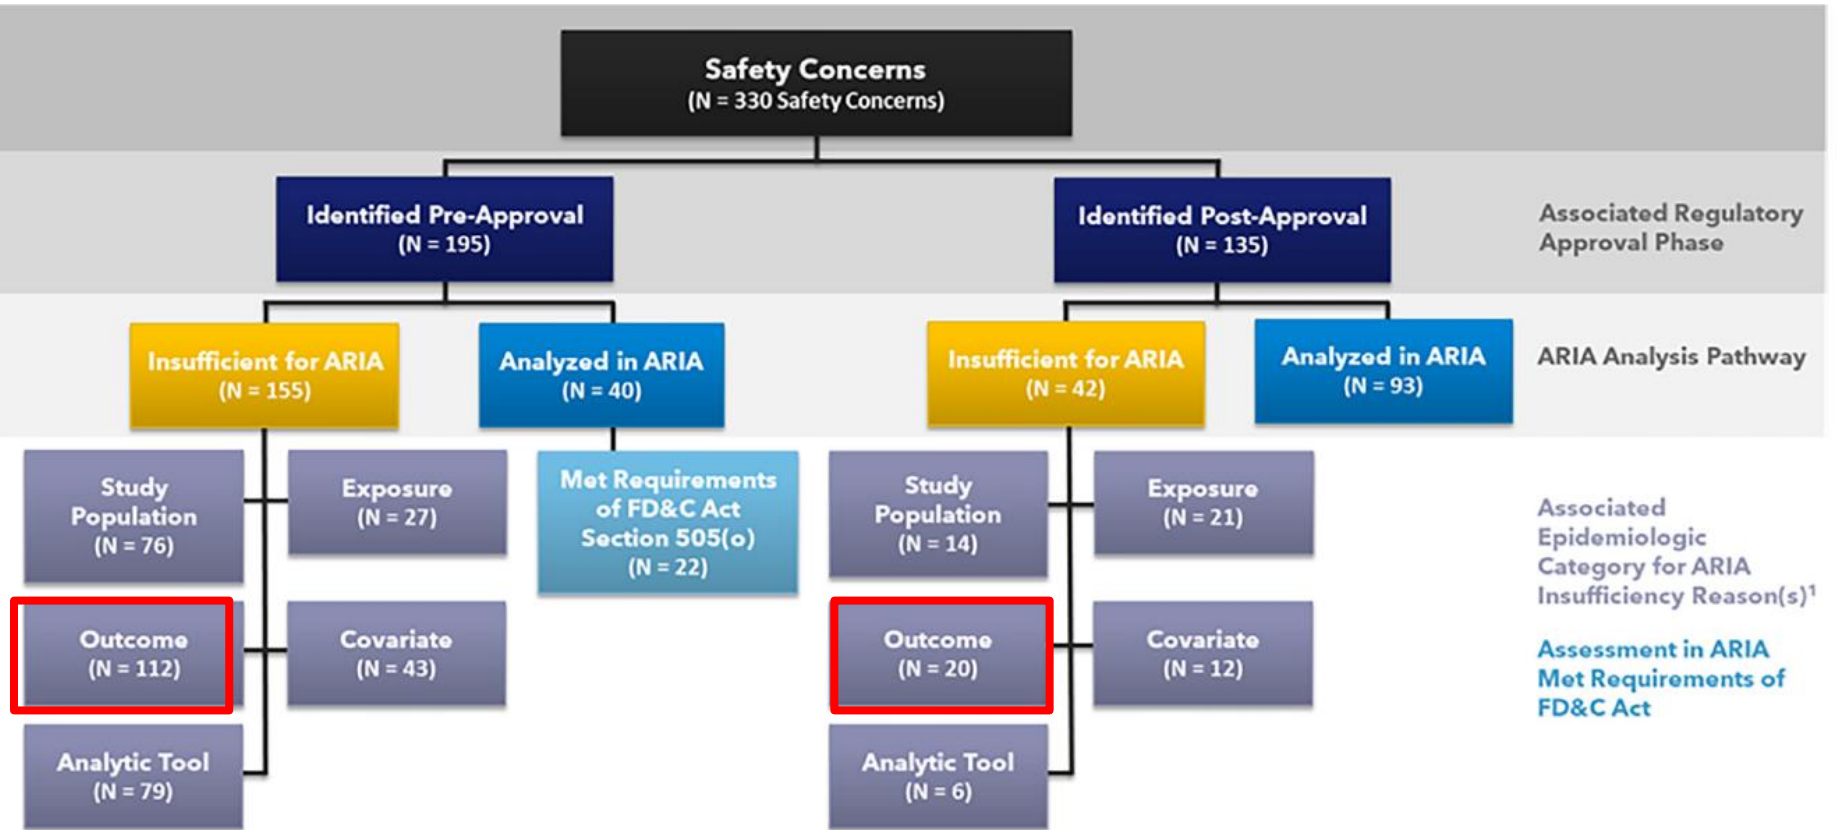 Safety Concerns
(N = 330 Safety Concerns)
Identified Pre-Approval
(N = 195)
Identified Post-Approval
(N = 135)
Associated Regulatory
Approval Phase
Insufficient for ARIA
(N = 155)
Analyzed in ARIA
(N = 40)
Insufficient for ARIA
(N = 42)
Analyzed in ARIA
(N = 93)
ARIA Analysis Pathway
Study
Population
(N = 76)
Exposure
(N = 27)
Met Requirements
of FD&C Act
Section 505(o)
(N = 22)
Study
Population
(N = 14)
Exposure
(N = 21)
Associated
Epidemiologic
Category for ARIA
Insufficiency Reason(s)¹
Outcome
(N = 112)
Covariate
(N = 43)
Outcome
(N = 20)
Covariate
(N = 12)
Assessment in ARIA
Met Requirements of
FD&C Act
Analytic Tool
(N = 79)
Analytic Tool
(N = 6)